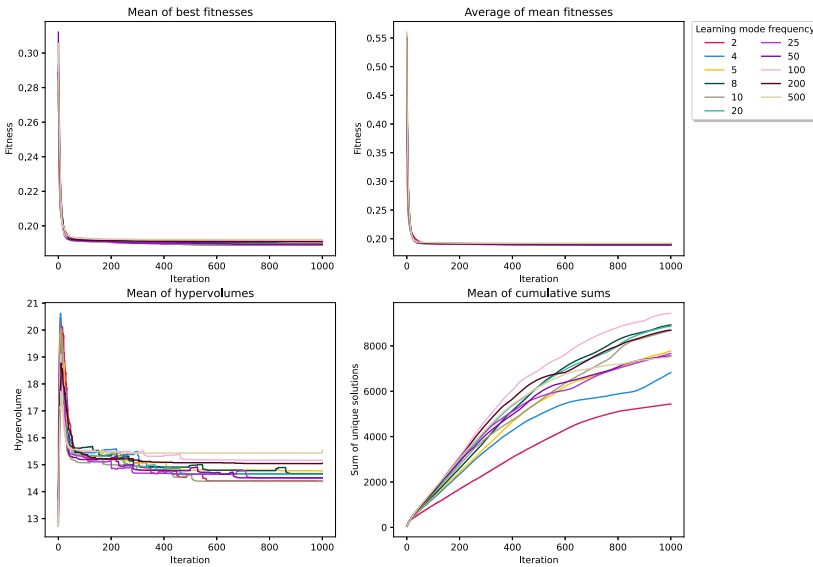 Mean of best fitnesses
Fitness
0.30
0.28
0.26
0.24
0.22
0.20
0 200 400 600 800 1000
Iteration
Average of mean fitnesses
Fitness
0.55
0.50
0.45
0.40
0.35
0.30
0.25
0.20
0 200 400 600 800 1000
Iteration
Learning mode frequency
2 25
4 50
5 100
8 200
10 500
20
Mean of hypervolumes
Hypervolume
21
20
19
18
17
16
15
14
13
0 200 400 600 800 1000
Iteration
Mean of cumulative sums
Sum of unique solutions
8000
6000
4000
2000
0
0 200 400 600 800 1000
Iteration